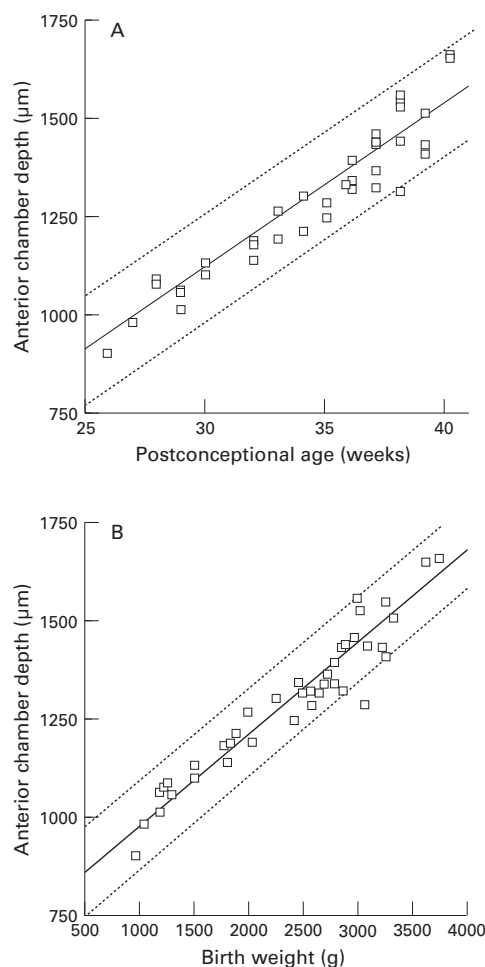 A
1750
1500
1250
1000
750
Anterior chamber depth (µm)
25 30 35 40
Postconceptional age (weeks)
B
1750
1500
1250
1000
750
Anterior chamber depth (µm)
500 1000 1500 2000 2500 3000 3500 4000
Birth weight (g)